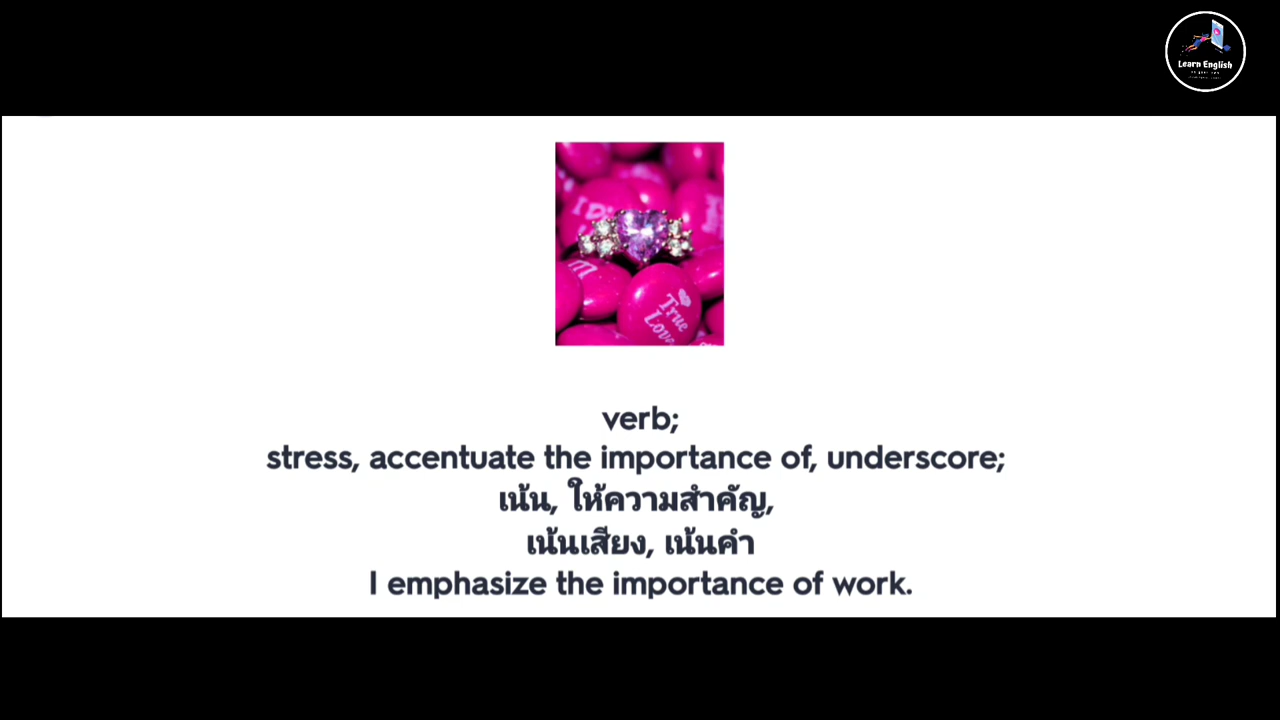 Learn English
I Do
M
True
Love
verb;
stress, accentuate the importance of, underscore;
เน้น, ให้ความสำคัญ,
เน้นเสียง, เน้นคำ
I emphasize the importance of work.